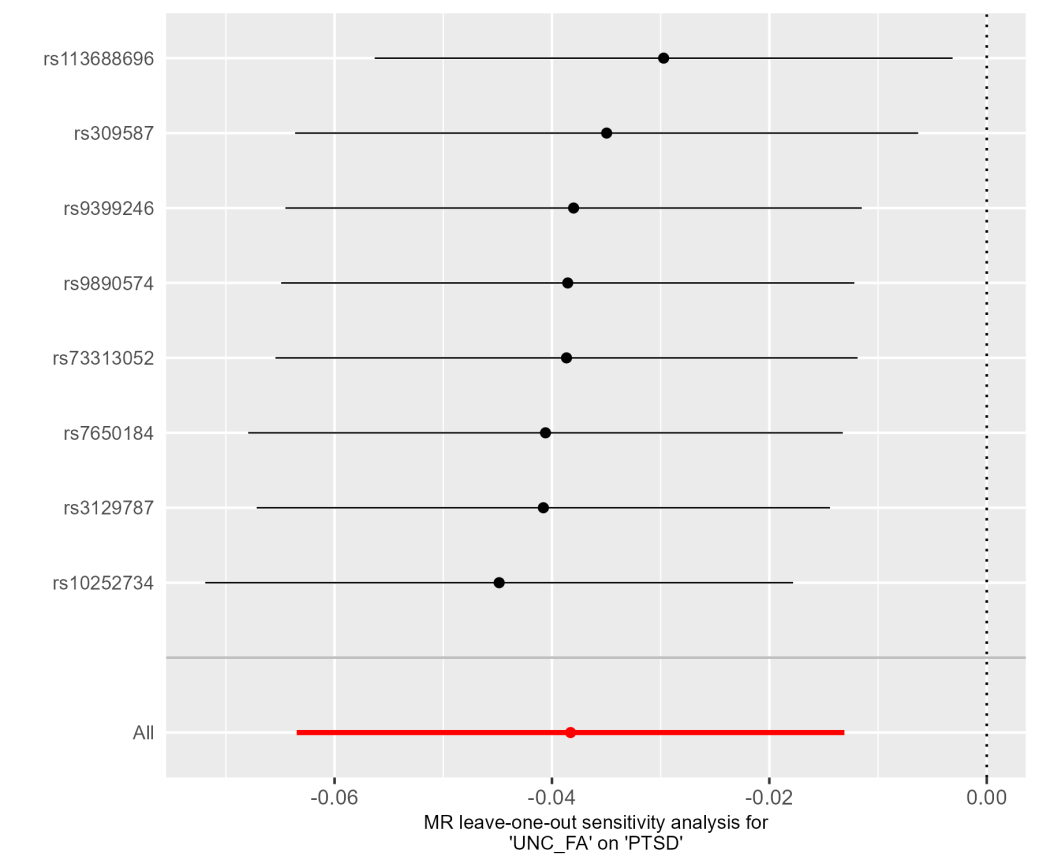 rs113688696
rs309587
rs9399246
rs9890574
rs73313052
rs7650184
rs3129787
rs10252734
All
-0.06 -0.04 -0.02 0.00
MR leave-one-out sensitivity analysis for
'UNC_FA' on 'PTSD'